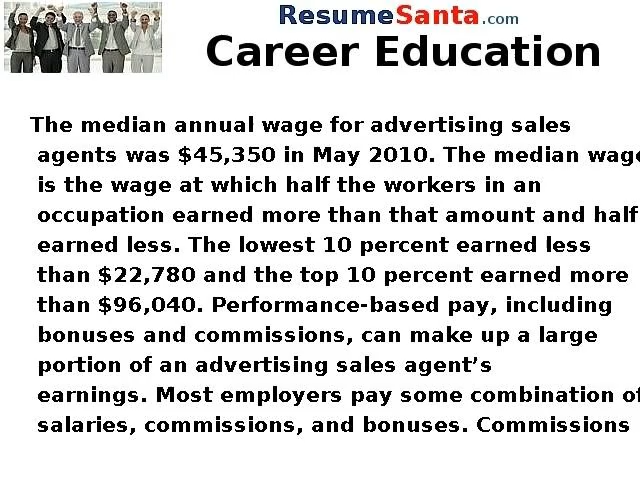 ResumeSanta.com
Career Education
The median annual wage for advertising sales
agents was $45,350 in May 2010. The median wage
is the wage at which half the workers in an
occupation earned more than that amount and half
earned less. The lowest 10 percent earned less
than $22,780 and the top 10 percent earned more
than $96,040. Performance-based pay, including
bonuses and commissions, can make up a large
portion of an advertising sales agent’s
earnings. Most employers pay some combination of
salaries, commissions, and bonuses. Commissions